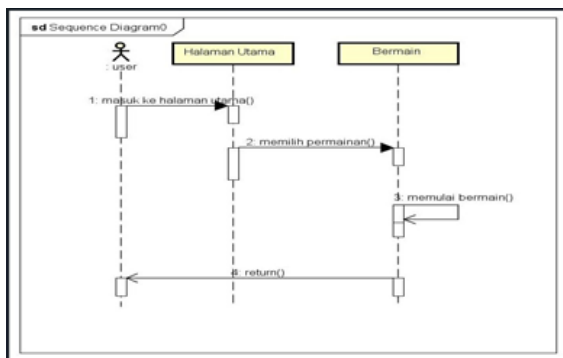 sd Sequence Diagram0
: user
Halaman Utama
Bermain
1: masuk ke halaman utama()
2: memilih permainan()
3: memulai bermain()
4: return()